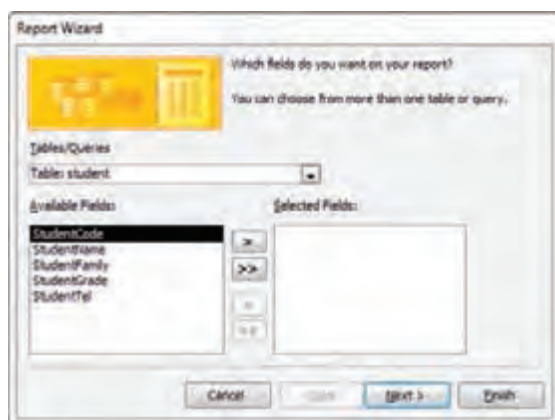 Report Wizard
Which fields do you want on your report?
You can choose from more than one table or query.
Tables/Queries
Table: student
Available Fields:
Selected Fields:
StudentCode
StudentName
StudentFamily
StudentGrade
StudentTel
>
>>
<
<<
Cancel
Next >
Finish